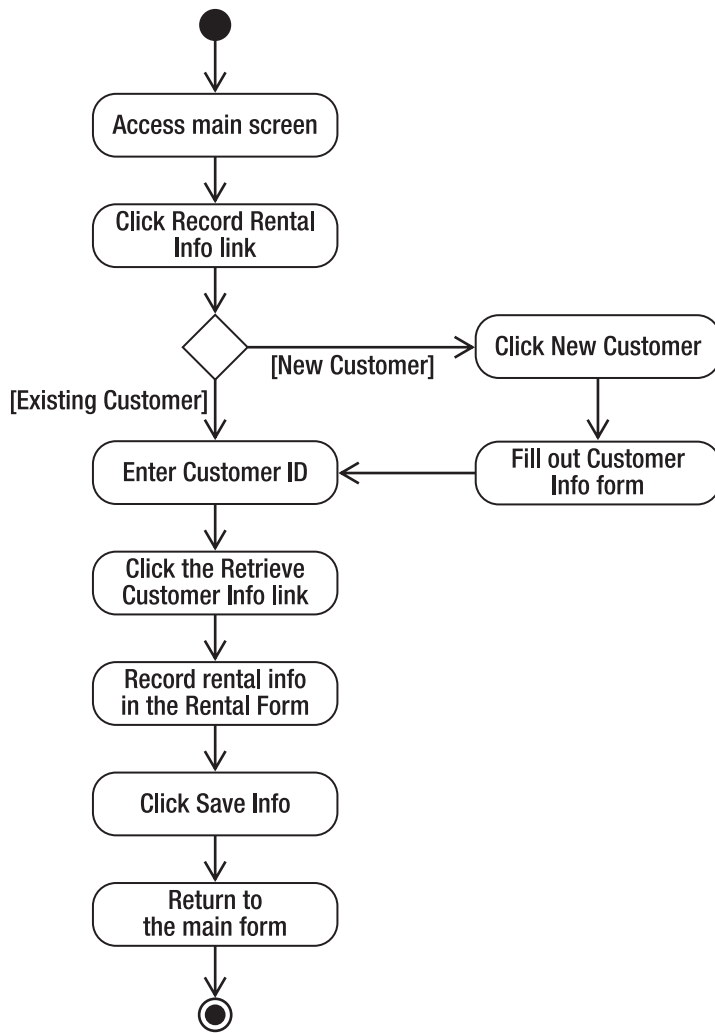 Access main screen
Click Record Rental
Info link
[New Customer]
Click New Customer
[Existing Customer]
Fill out Customer
Info form
Enter Customer ID
Click the Retrieve
Customer Info link
Record rental info
in the Rental Form
Click Save Info
Return to
the main form